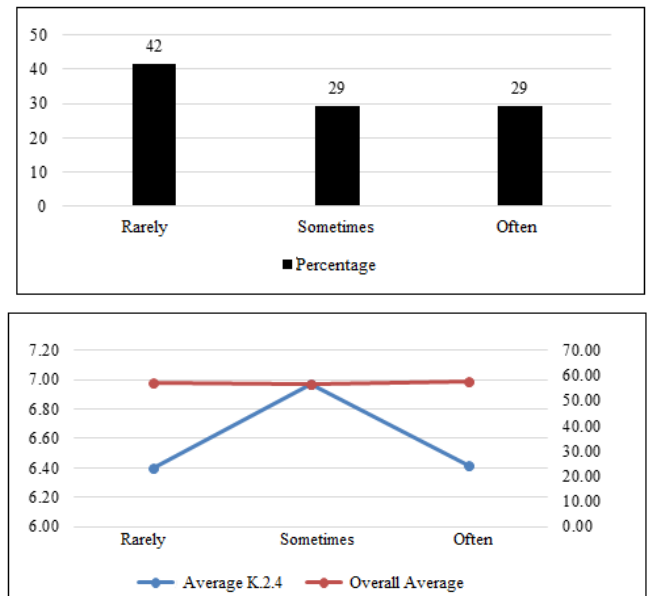 50
42
40
29
29
30
20
10
0
Rarely
Sometimes
Often
Percentage
7.20
70.00
7.00
60.00
6.80
50.00
40.00
6.60
30.00
6.40
20.00
6.20
10.00
6.00
0.00
Rarely
Sometimes
Often
Average K.2.4
Overall Average